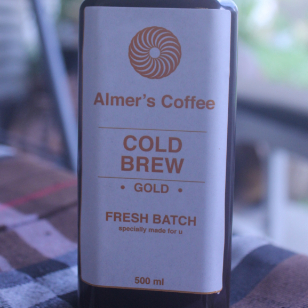 Almer's Coffee
COLD
BREW
• GOLD •
FRESH BATCH
specially made for u
500 ml